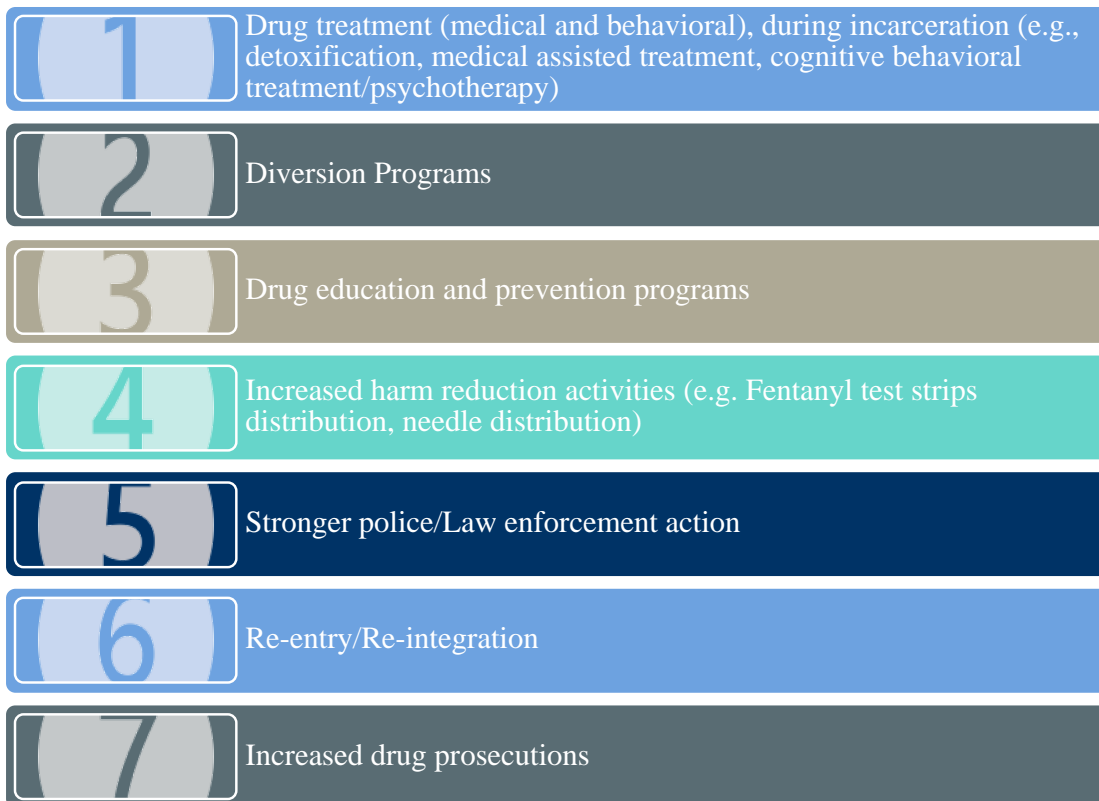 1
Drug treatment (medical and behavioral), during incarceration (e.g.,
detoxification, medical assisted treatment, cognitive behavioral
treatment/psychotherapy)
2
Diversion Programs
3
Drug education and prevention programs
4
Increased harm reduction activities (e.g. Fentanyl test strips
distribution, needle distribution)
5
Stronger police/Law enforcement action
6
Re-entry/Re-integration
7
Increased drug prosecutions